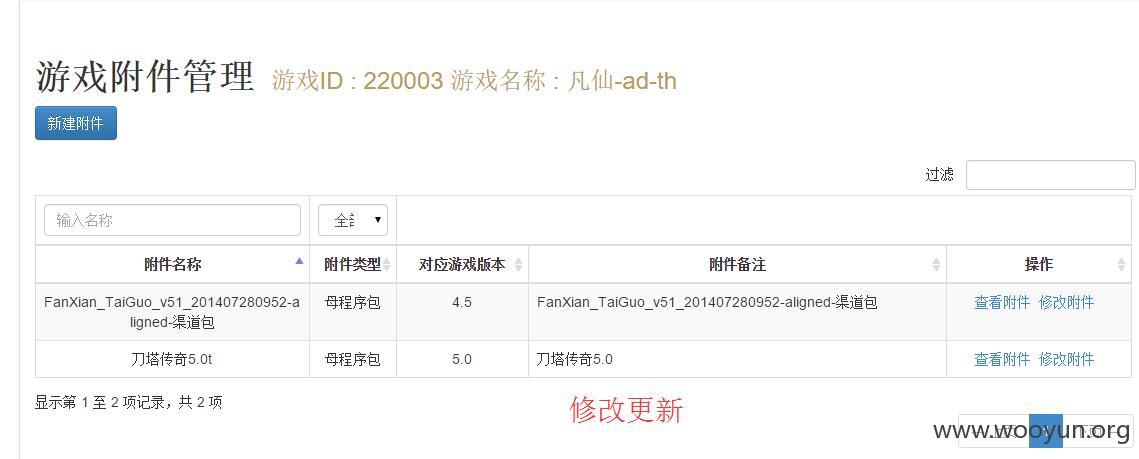 游戏附件管理 游戏ID : 220003 游戏名称 : 凡仙-ad-th
新建附件
过滤
输入名称 全部
附件名称 附件类型 对应游戏版本 附件备注 操作
FanXian_TaiGuo_v51_201407280952-a 母程序包 4.5 FanXian_TaiGuo_v51_201407280952-aligned-渠道包 查看附件 修改附件
ligned-渠道包
刀塔传奇5.0t 母程序包 5.0 刀塔传奇5.0 查看附件 修改附件
显示第 1 至 2 项记录，共 2 项
修改更新
www.wooyun.org